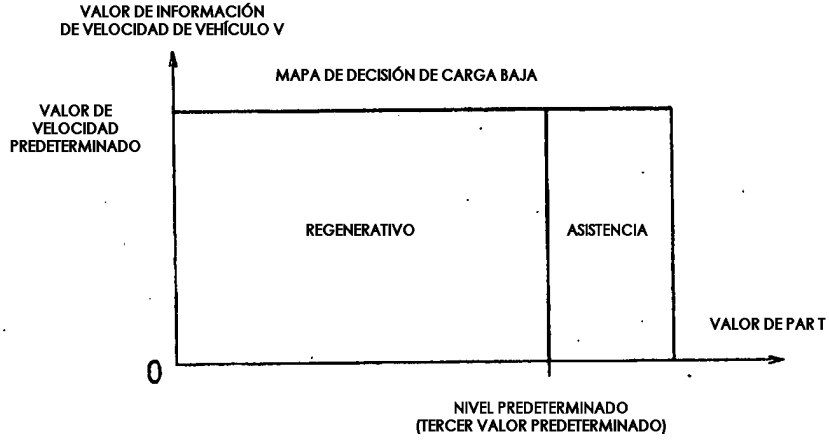 VALOR DE INFORMACIÓN
DE VELOCIDAD DE VEHÍCULO V
MAPA DE DECISIÓN DE CARGA BAJA
VALOR DE
VELOCIDAD
PREDETERMINADO
REGENERATIVO
ASISTENCIA
VALOR DE PAR T
0
NIVEL PREDETERMINADO
(TERCER VALOR PREDETERMINADO)